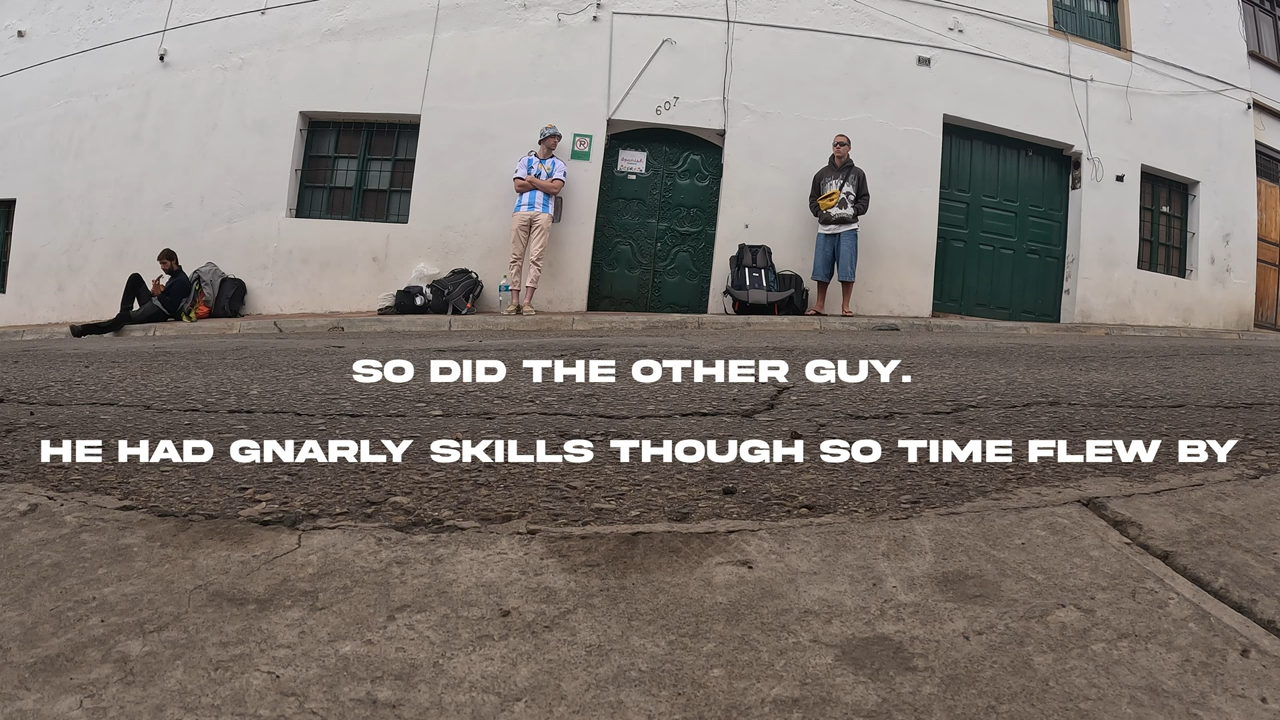 607
R
SO DID THE OTHER GUY.
HE HAD GNARLY SKILLS THOUGH SO TIME FLEW BY